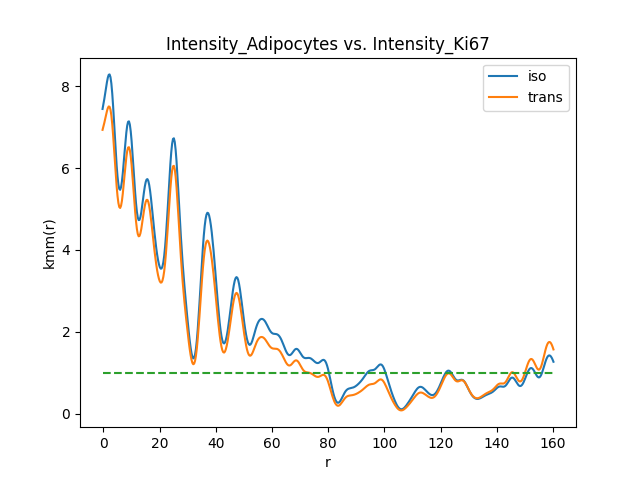 Intensity_Adipocytes vs. Intensity_Ki67
iso
trans
kmm(r)
8
6
4
2
0
0 20 40 60 80 100 120 140 160
r